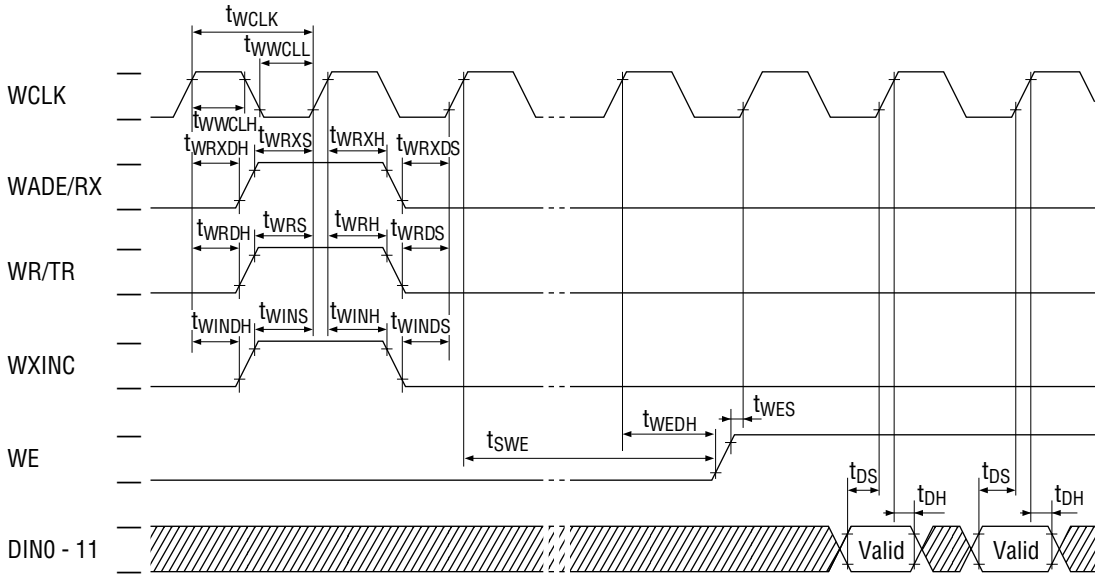 tWCLK
tWWCLL
WCLK
tWWCLH
tWRXDH tWRXS tWRXH tWRXDS
WADE/RX
tWRDH tWRS tWRH tWRDS
WR/TR
tWINDH tWINS tWINH tWINDS
WXINC
tWES
tWEDH
tSWE
WE
tDS tDS
tDH tDH
DIN0 - 11 Valid Valid